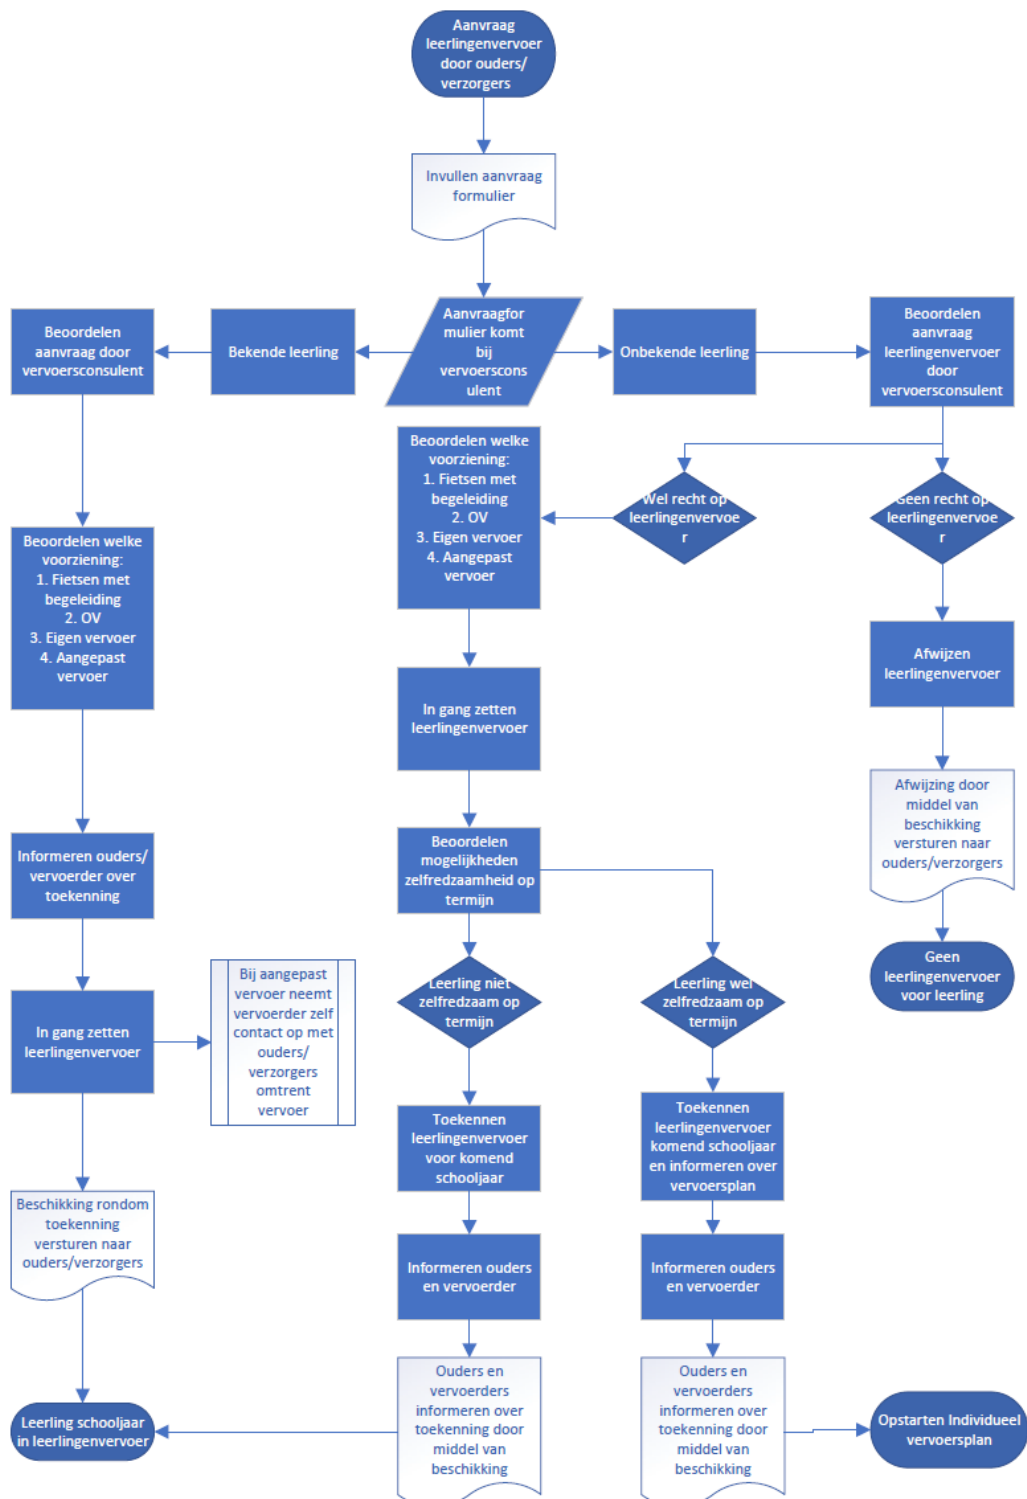 Aanvraag
leerlingenvervoer
door ouders/
verzorgers
Invullen aanvraag
formulier
Beoordelen
aanvraag door
vervoersconsulent
Bekende leerling
Aanvraagfor
mulier komt
bij
vervoerscons
ulent
Onbekende leerling
Beoordelen
aanvraag
leerlingenvervoer
door
vervoersconsulent
Beoordelen welke
voorziening:
1. Fietsen met
begeleiding
2. OV
3. Eigen vervoer
4. Aangepast
vervoer
Wel recht op
leerlingenvervoe
r
Geen recht op
leerlingenvervoe
r
Beoordelen welke
voorziening:
1. Fietsen met
begeleiding
2. OV
3. Eigen vervoer
4. Aangepast
vervoer
Afwijzen
leerlingenvervoer
In gang zetten
leerlingenvervoer
Afwijzing door
middel van
beschikking
versturen naar
ouders/verzorgers
Informeren ouders/
vervoerder over
toekenning
Beoordelen
mogelijkheden
zelfredzaamheid op
termijn
Geen
leerlingenvervoer
voor leerling
In gang zetten
leerlingenvervoer
Bij aangepast
vervoer neemt
vervoerder zelf
contact op met
ouders/
verzorgers
omtrent
vervoer
Leerling niet
zelfredzaam op
termijn
Leerling wel
zelfredzaam op
termijn
Toekennen
leerlingenvervoer
voor komend
schooljaar
Toekennen
leerlingenvervoer
komend schooljaar
en informeren over
vervoersplan
Beschikking rondom
toekenning
versturen naar
ouders/verzorgers
Informeren ouders
en vervoerder
Informeren ouders
en vervoerder
Leerling schooljaar
in leerlingenvervoer
Ouders en
vervoerders
informeren over
toekenning door
middel van
beschikking
Ouders en
vervoerders
informeren over
toekenning door
middel van
beschikking
Opstarten Individueel
vervoersplan